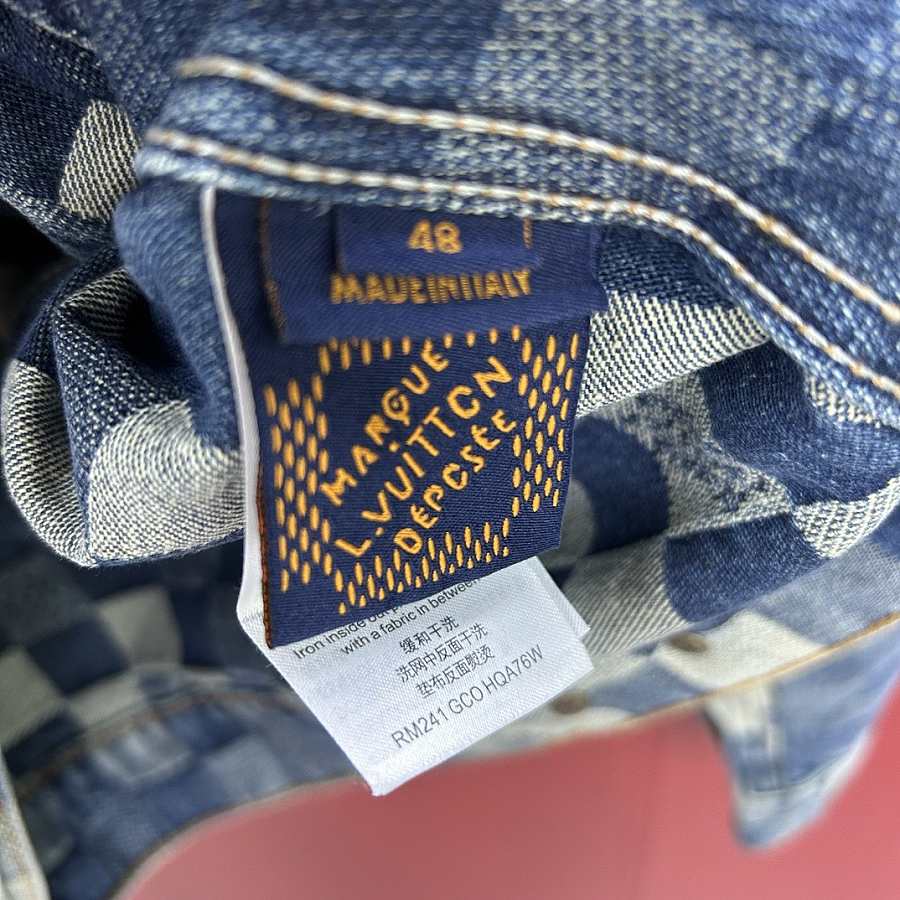 48
MADE IN ITALY
MARQUE
L.VUITTON
DÉPOSÉE
Iron inside out
with a fabric in between
缓和干洗
洗网中反面干洗
垫布反面熨烫
RM241 GCO HQA76W